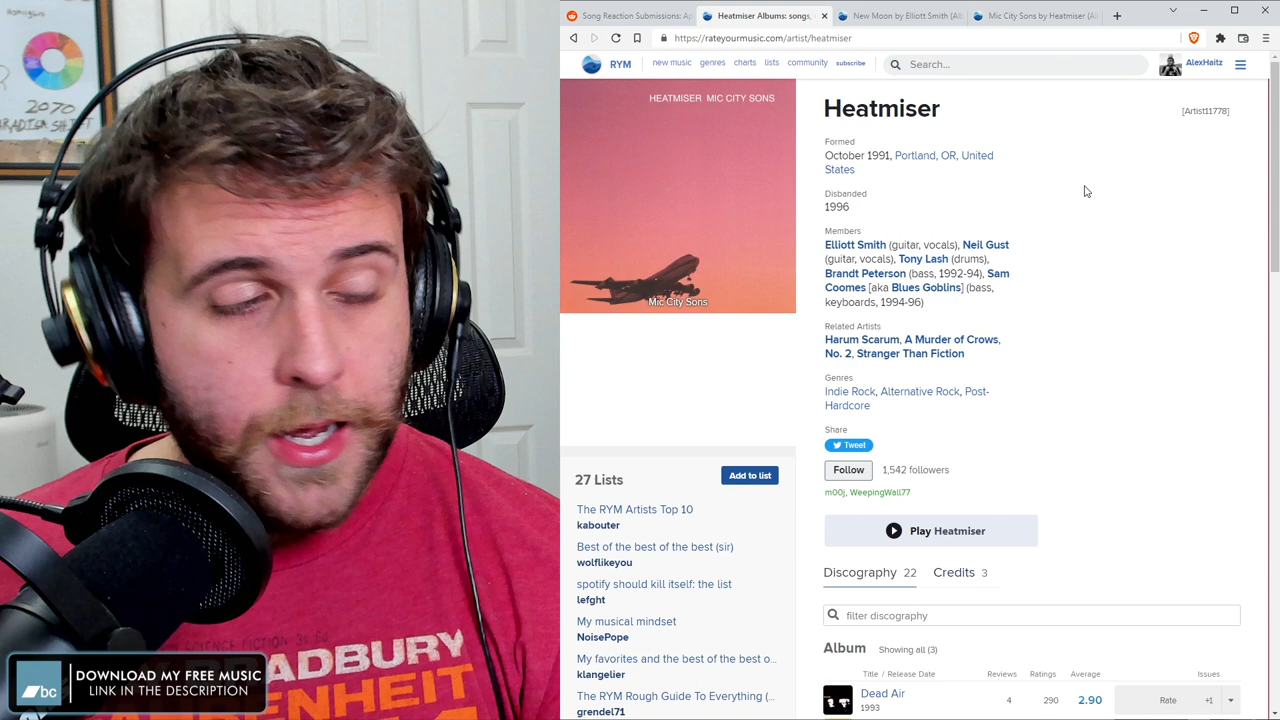 2070
PARADIGM SHIFT
SCIENCE FICTION
BRADBURY
FAHRENHEIT
bc
DOWNLOAD MY FREE MUSIC
LINK IN THE DESCRIPTION
Song Reaction Submissions: Ap
Heatmiser Albums: songs,
New Moon by Elliott Smith (Al
Mic City Sons by Heatmiser (Al
https://rateyourmusic.com/artist/heatmiser
RYM
new music genres charts lists community subscribe
Search...
AlexHaitz
HEATMISER MIC CITY SONS
Mic City Sons
Heatmiser
[Artist11778]
Formed
October 1991, Portland, OR, United
States
Disbanded
1996
Members
Elliott Smith (guitar, vocals), Neil Gust
(guitar, vocals), Tony Lash (drums),
Brandt Peterson (bass, 1992-94), Sam
Coomes [aka Blues Goblins] (bass,
keyboards, 1994-96)
Related Artists
Harum Scarum, A Murder of Crows,
No. 2, Stranger Than Fiction
Genres
Indie Rock, Alternative Rock, Post-
Hardcore
Share
Tweet
Follow 1,542 followers
m00j, WeepingWall77
Play Heatmiser
27 Lists
Add to list
The RYM Artists Top 10
kabouter
Best of the best of the best (sir)
wolflikeyou
spotify should kill itself: the list
lefght
My musical mindset
NoisePope
My favorites and the best of the best o...
klangelier
The RYM Rough Guide To Everything (...
grendel71
Discography 22 Credits 3
filter discography
Album Showing all (3)
Title / Release Date Reviews Ratings Average Issues
Dead Air 4 290 2.90 Rate +1
1993